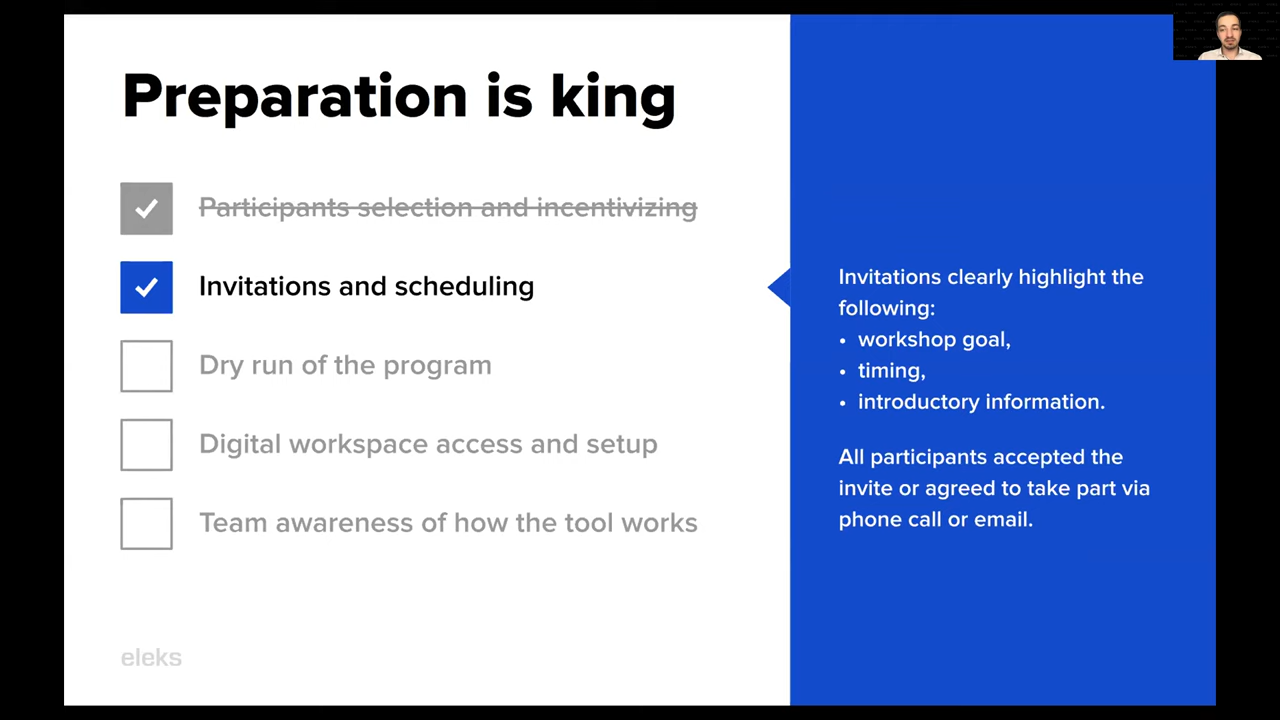 Preparation is king
Participants selection and incentivizing
Invitations and scheduling
Dry run of the program
Digital workspace access and setup
Team awareness of how the tool works
Invitations clearly highlight the
following:
• workshop goal,
• timing,
• introductory information.
All participants accepted the
invite or agreed to take part via
phone call or email.
eleks